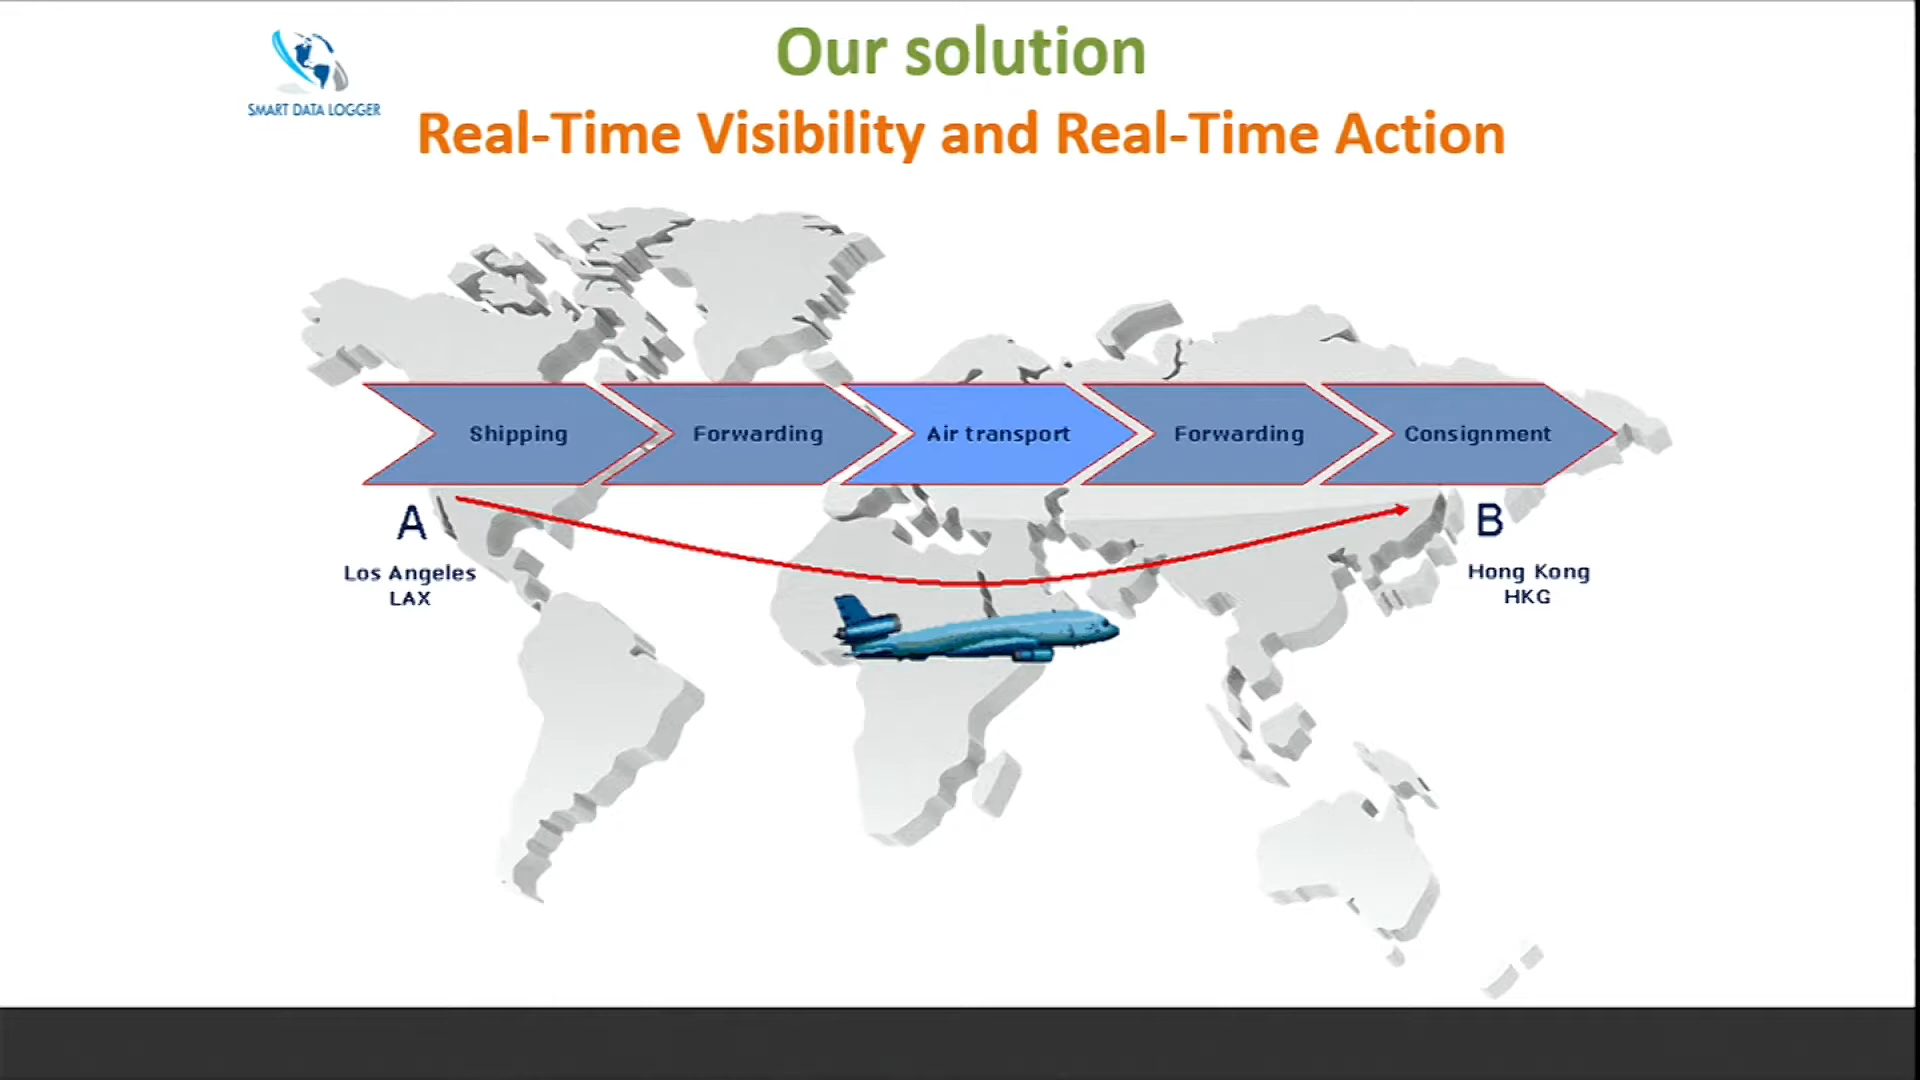 Our solution
SMART DATA LOGGER
Real-Time Visibility and Real-Time Action
Shipping
Forwarding
Air transport
Forwarding
Consignment
A
Los Angeles
LAX
B
Hong Kong
HKG